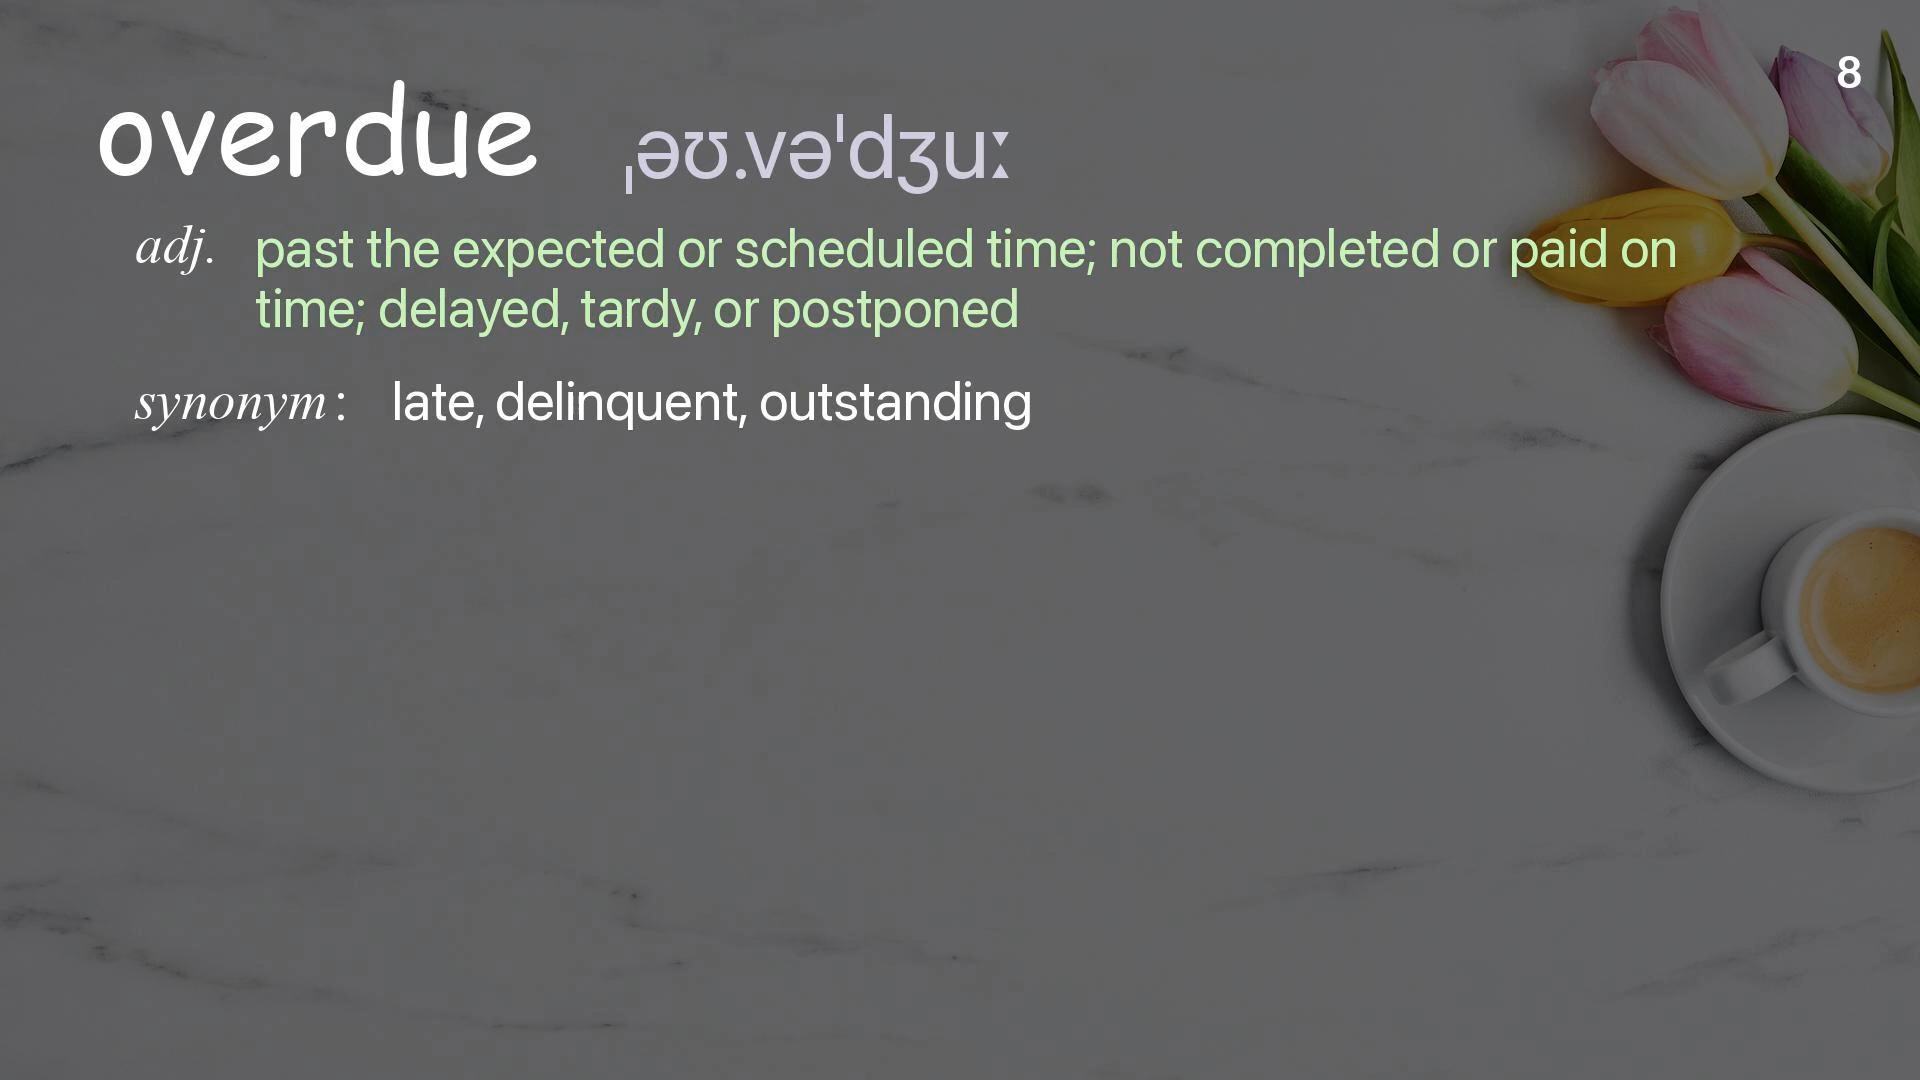 8
overdue ˌəʊ.vəˈdʒuː
adj. past the expected or scheduled time; not completed or paid on
time; delayed, tardy, or postponed
synonym : late, delinquent, outstanding